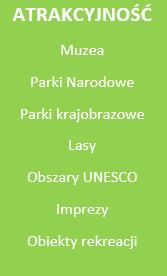 ATRAKCYJNOŚĆ
Muzea
Parki Narodowe
Parki krajobrazowe
Lasy
Obszary UNESCO
Imprezy
Obiekty rekreacji